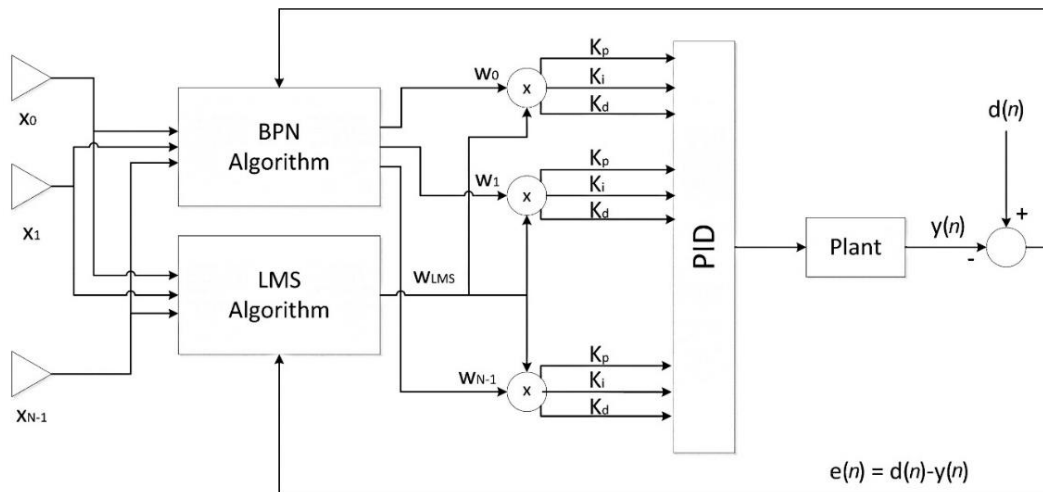 x0
x1
xN-1
BPN
Algorithm
LMS
Algorithm
w0
w1
wLMS
wN-1
x
Kp
Ki
Kd
x
Kp
Ki
Kd
x
Kp
Ki
Kd
PID
Plant
y(n)
d(n)
+
-
e(n) = d(n)-y(n)